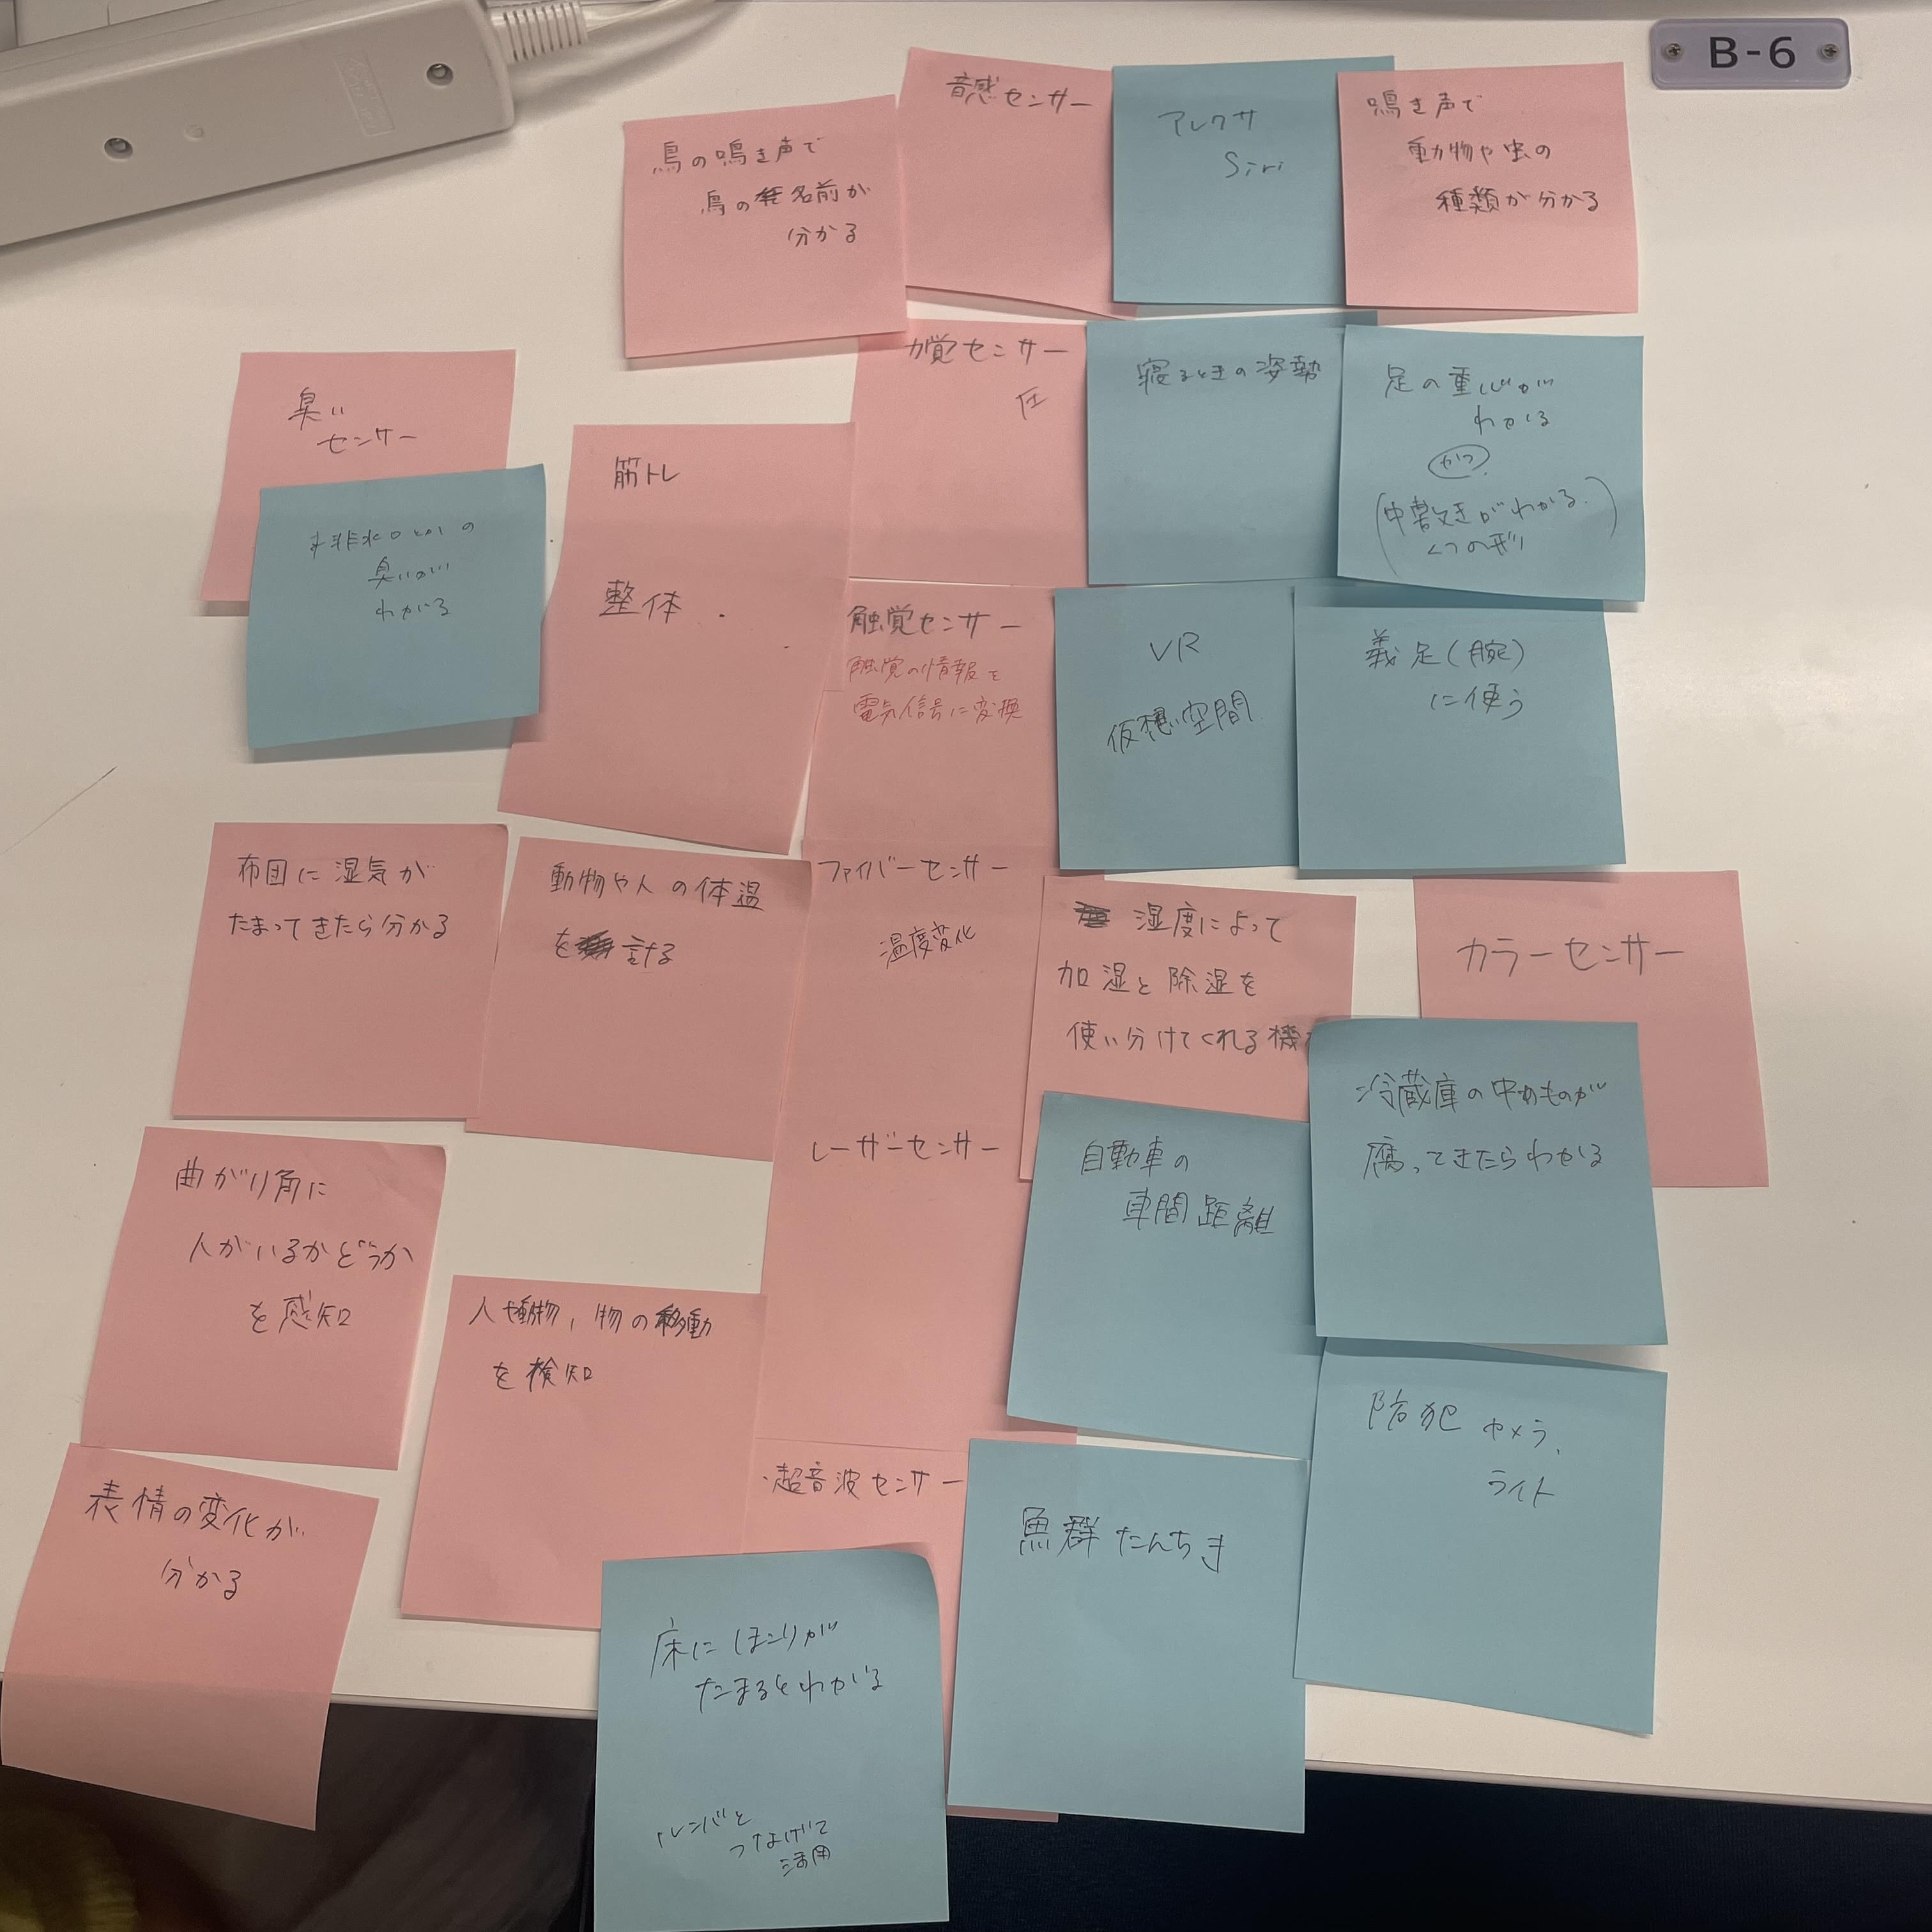 B-6
鳥の鳴き声で
鳥の名前が
分かる
音感センサー
アレクサ
Siri
鳴き声で
動物や虫の
種類が分かる
臭い
センサー
排水口とかの
臭いが
わかる
筋トレ
整体
力覚センサー
圧
寝るときの姿勢
足の重心が
わかる
かつ
(中敷きがわかる
くつの形)
触覚センサー
触覚の情報を
電気信号に変換
VR
仮想空間
義足(腕)
に使う
布団に湿気が
たまってきたら分かる
動物や人の体温
を計る
ファイバーセンサー
温度変化
湿度によって
加湿と除湿を
使い分けてくれる機
カラーセンサー
冷蔵庫の中のものが
腐ってきたらわかる
曲がり角に
人がいるかどうか
を感知
人や動物, 物の移動
を検知
レーザーセンサー
自動車の
車間距離
防犯カメラ、
ライト
表情の変化が
分かる
・超音波センサー
魚群たんちき
床にほこりが
たまるとわかる
ルンバと
つなげて
活用